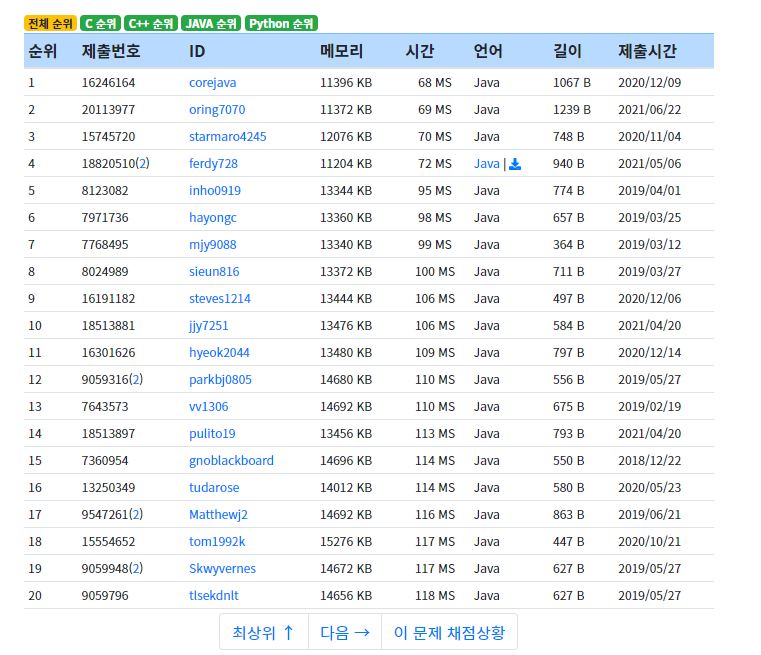 전체 순위 C 순위 C++ 순위 JAVA 순위 Python 순위
순위 제출번호 ID 메모리 시간 언어 길이 제출시간
1 16246164 corejava 11396 KB 68 MS Java 1067 B 2020/12/09
2 20113977 oring7070 11372 KB 69 MS Java 1239 B 2021/06/22
3 15745720 starmaro4245 12076 KB 70 MS Java 748 B 2020/11/04
4 18820510(2) ferdy728 11204 KB 72 MS Java | 940 B 2021/05/06
5 8123082 inho0919 13344 KB 95 MS Java 774 B 2019/04/01
6 7971736 hayongc 13360 KB 98 MS Java 657 B 2019/03/25
7 7768495 mjy9088 13340 KB 99 MS Java 364 B 2019/03/12
8 8024989 sieun816 13372 KB 100 MS Java 711 B 2019/03/27
9 16191182 steves1214 13444 KB 106 MS Java 497 B 2020/12/06
10 18513881 jjy7251 13476 KB 106 MS Java 584 B 2021/04/20
11 16301626 hyeok2044 13480 KB 109 MS Java 797 B 2020/12/14
12 9059316(2) parkbj0805 14680 KB 110 MS Java 556 B 2019/05/27
13 7643573 vv1306 14692 KB 110 MS Java 675 B 2019/02/19
14 18513897 pulito19 13456 KB 113 MS Java 793 B 2021/04/20
15 7360954 gnoblackboard 14696 KB 114 MS Java 550 B 2018/12/22
16 13250349 tudarose 14012 KB 114 MS Java 580 B 2020/05/23
17 9547261(2) Matthewj2 14692 KB 116 MS Java 863 B 2019/06/21
18 15554652 tom1992k 15276 KB 117 MS Java 447 B 2020/10/21
19 9059948(2) Skwyvernes 14672 KB 117 MS Java 627 B 2019/05/27
20 9059796 tlsekdnlt 14656 KB 118 MS Java 627 B 2019/05/27
최상위 ↑ 다음 → 이 문제 채점상황